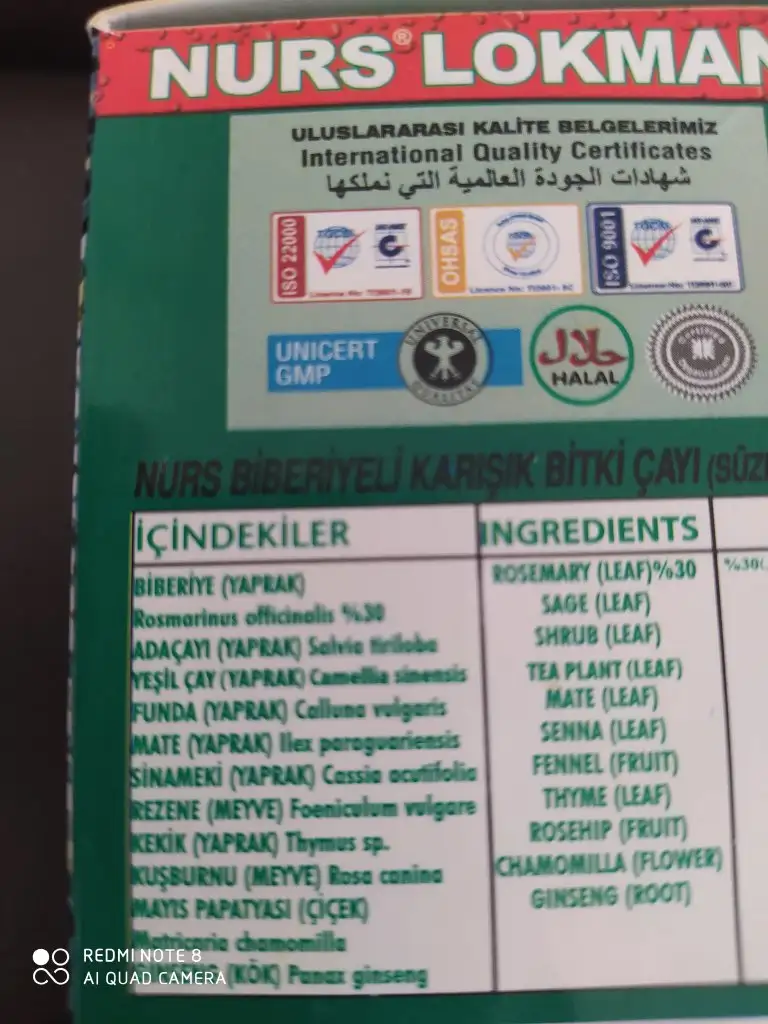 NURS® LOKMAN
ULUSLARARASI KALİTE BELGELERİMİZ
International Quality Certificates
شهادات الجودة العالمية التي نملكها
ISO 22000
OHSAS
ISO 9001
UNICERT
GMP
UNIVERSAL
حلال
HALAL
NURS BİBERİYELİ KARIŞIK BİTKİ ÇAYI
İÇİNDEKİLER
BİBERİYE (YAPRAK)
Rosmarinus officinalis %30
ADAÇAYI (YAPRAK) Salvia tiriloba
YEŞİL ÇAY (YAPRAK) Camellia sinensis
FUNDA (YAPRAK) Calluna vulgaris
MATE (YAPRAK) Ilex paraguariensis
SİNAMEKİ (YAPRAK) Cassia acutifolia
REZENE (MEYVE) Foeniculum vulgare
KEKİK (YAPRAK) Thymus sp.
KUŞBURNU (MEYVE) Rosa canina
MAYIS PAPATYASI (ÇİÇEK)
Matricaria chamomilla
(KÖK) Panax ginseng
INGREDIENTS
ROSEMARY (LEAF)%30
SAGE (LEAF)
SHRUB (LEAF)
TEA PLANT (LEAF)
MATE (LEAF)
SENNA (LEAF)
FENNEL (FRUIT)
THYME (LEAF)
ROSEHIP (FRUIT)
CHAMOMILLA (FLOWER)
GINSENG (ROOT)
%30
REDMI NOTE 8
AI QUAD CAMERA